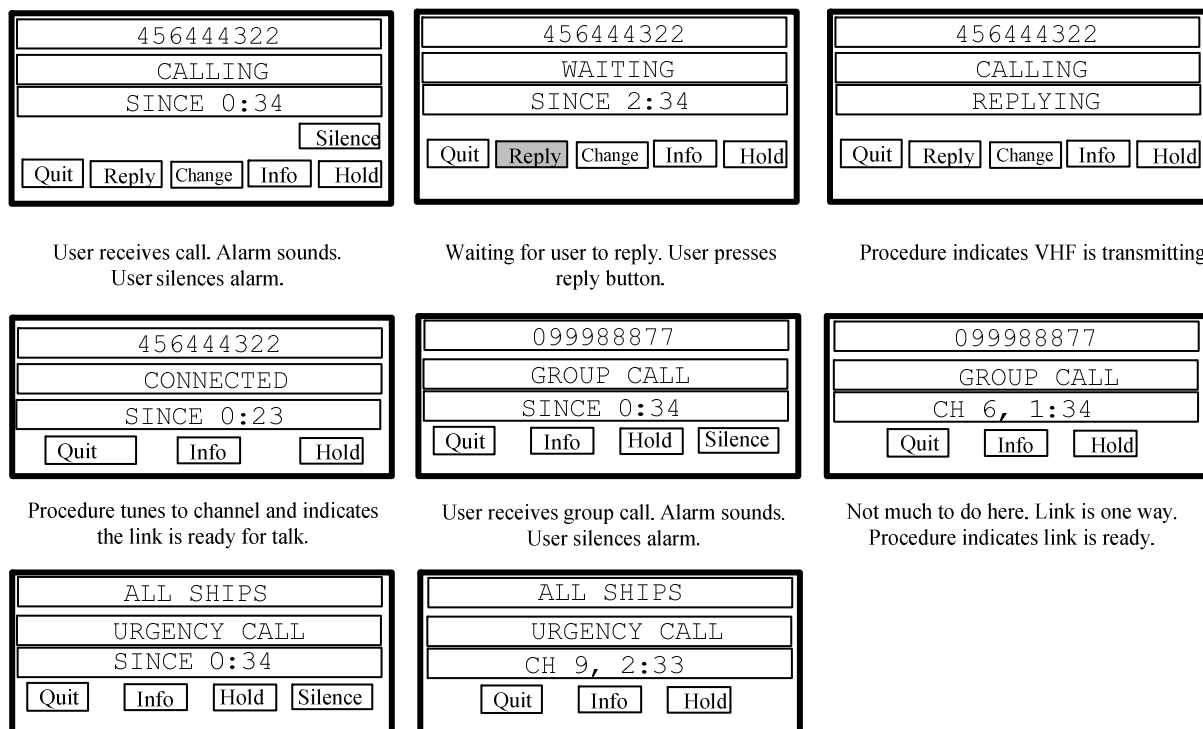 456444322
CALLING
SINCE 0:34
Silence
Quit Reply Change Info Hold
User receives call. Alarm sounds.
User silences alarm.
456444322
WAITING
SINCE 2:34
Quit Reply Change Info Hold
Waiting for user to reply. User presses
reply button.
456444322
CALLING
REPLYING
Quit Reply Change Info Hold
Procedure indicates VHF is transmitting
456444322
CONNECTED
SINCE 0:23
Quit Info Hold
Procedure tunes to channel and indicates
the link is ready for talk.
099988877
GROUP CALL
SINCE 0:34
Quit Info Hold Silence
User receives group call. Alarm sounds.
User silences alarm.
099988877
GROUP CALL
CH 6, 1:34
Quit Info Hold
Not much to do here. Link is one way.
Procedure indicates link is ready.
ALL SHIPS
URGENCY CALL
SINCE 0:34
Quit Info Hold Silence
ALL SHIPS
URGENCY CALL
CH 9, 2:33
Quit Info Hold